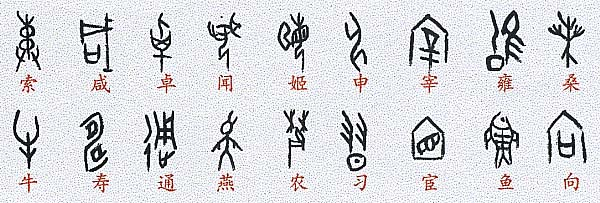 索 咸 卓 闻 姬 申 宰 雍 桑
牛 寿 通 燕 农 习 宦 鱼 向